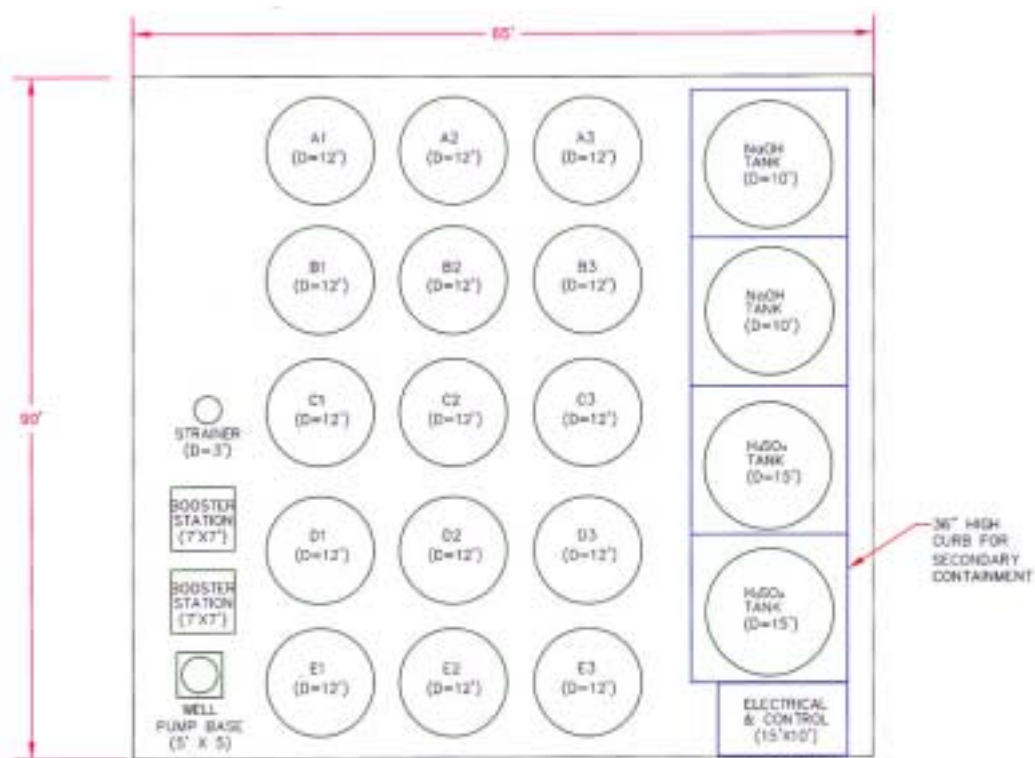 A1
(D=12')
A2
(D=12')
A3
(D=12')
NaOH
TANK
(D=10')
B1
(D=12')
B2
(D=12')
B3
(D=12')
NaOH
TANK
(D=10')
90'
STRAINER
(D=3')
C1
(D=12')
C2
(D=12')
C3
(D=12')
H₂SO₄
TANK
(D=15')
BOOSTER
STATION
(7'X7')
D1
(D=12')
D2
(D=12')
D3
(D=12')
36" HIGH
CURB FOR
SECONDARY
CONTAINMENT
BOOSTER
STATION
(7'X7')
H₂SO₄
TANK
(D=15')
WELL
PUMP BASE
(5' X 5)
E1
(D=12')
E2
(D=12')
E3
(D=12')
ELECTRICAL
& CONTROL
(15'X10')